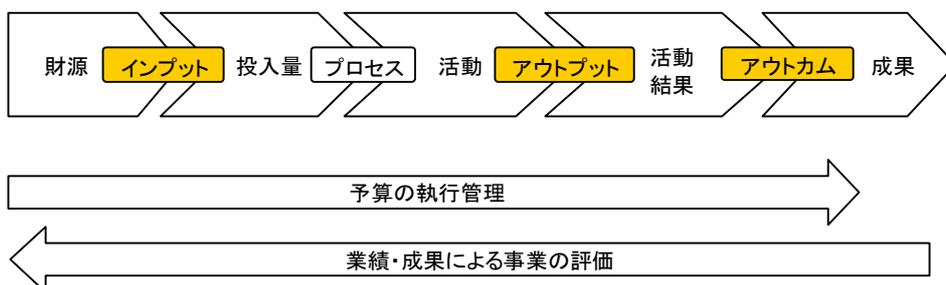 財源
インプット
投入量
プロセス
活動
アウトプット
活動
結果
アウトカム
成果
予算の執行管理
業績・成果による事業の評価